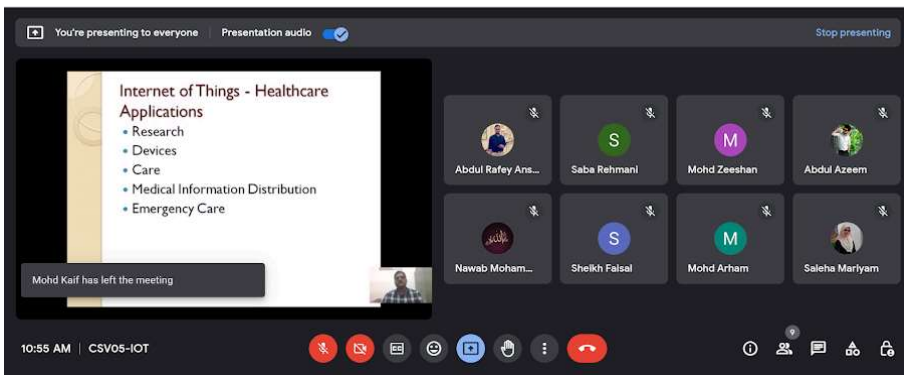 You're presenting to everyone
Presentation audio
Stop presenting
Internet of Things - Healthcare
Applications
• Research
• Devices
• Care
• Medical Information Distribution
• Emergency Care
Mohd Kaif has left the meeting
Abdul Rafey Ans...
S
Saba Rehmani
M
Mohd Zeeshan
Abdul Azeem
Nawab Moham...
S
Sheikh Faisal
M
Mohd Arham
Saleha Mariyam
10:55 AM | CSV05-IOT
CC
9